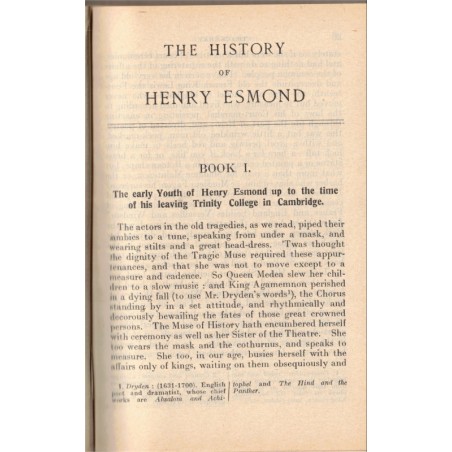 THE HISTORY
OF
HENRY ESMOND
BOOK I.
The early Youth of Henry Esmond up to the time
of his leaving Trinity College in Cambridge.
The actors in the old tragedies, as we read, piped their
iambics to a tune, speaking from under a mask, and
wearing stilts and a great head-dress. 'Twas thought
the dignity of the Tragic Muse required these appur-
tenances, and that she was not to move except to a
measure and cadence. So Queen Medea slew her chil-
dren to a slow music : and King Agamemnon perished
in a dying fall (to use Mr. Dryden's words¹), the Chorus
standing by in a set attitude, and rhythmically and
decorously bewailing the fates of those great crowned
persons. The Muse of History hath encumbered herself
with ceremony as well as her Sister of the Theatre. She
too wears the mask and the cothurnus, and speaks to
measure. She too, in our age, busies herself with the
affairs only of kings, waiting on them obsequiously and
1. Dryden : (1631-1700). English
poet and dramatist, whose chief
works are Absalom and Achi-
tophel and The Hind and the
Panther.